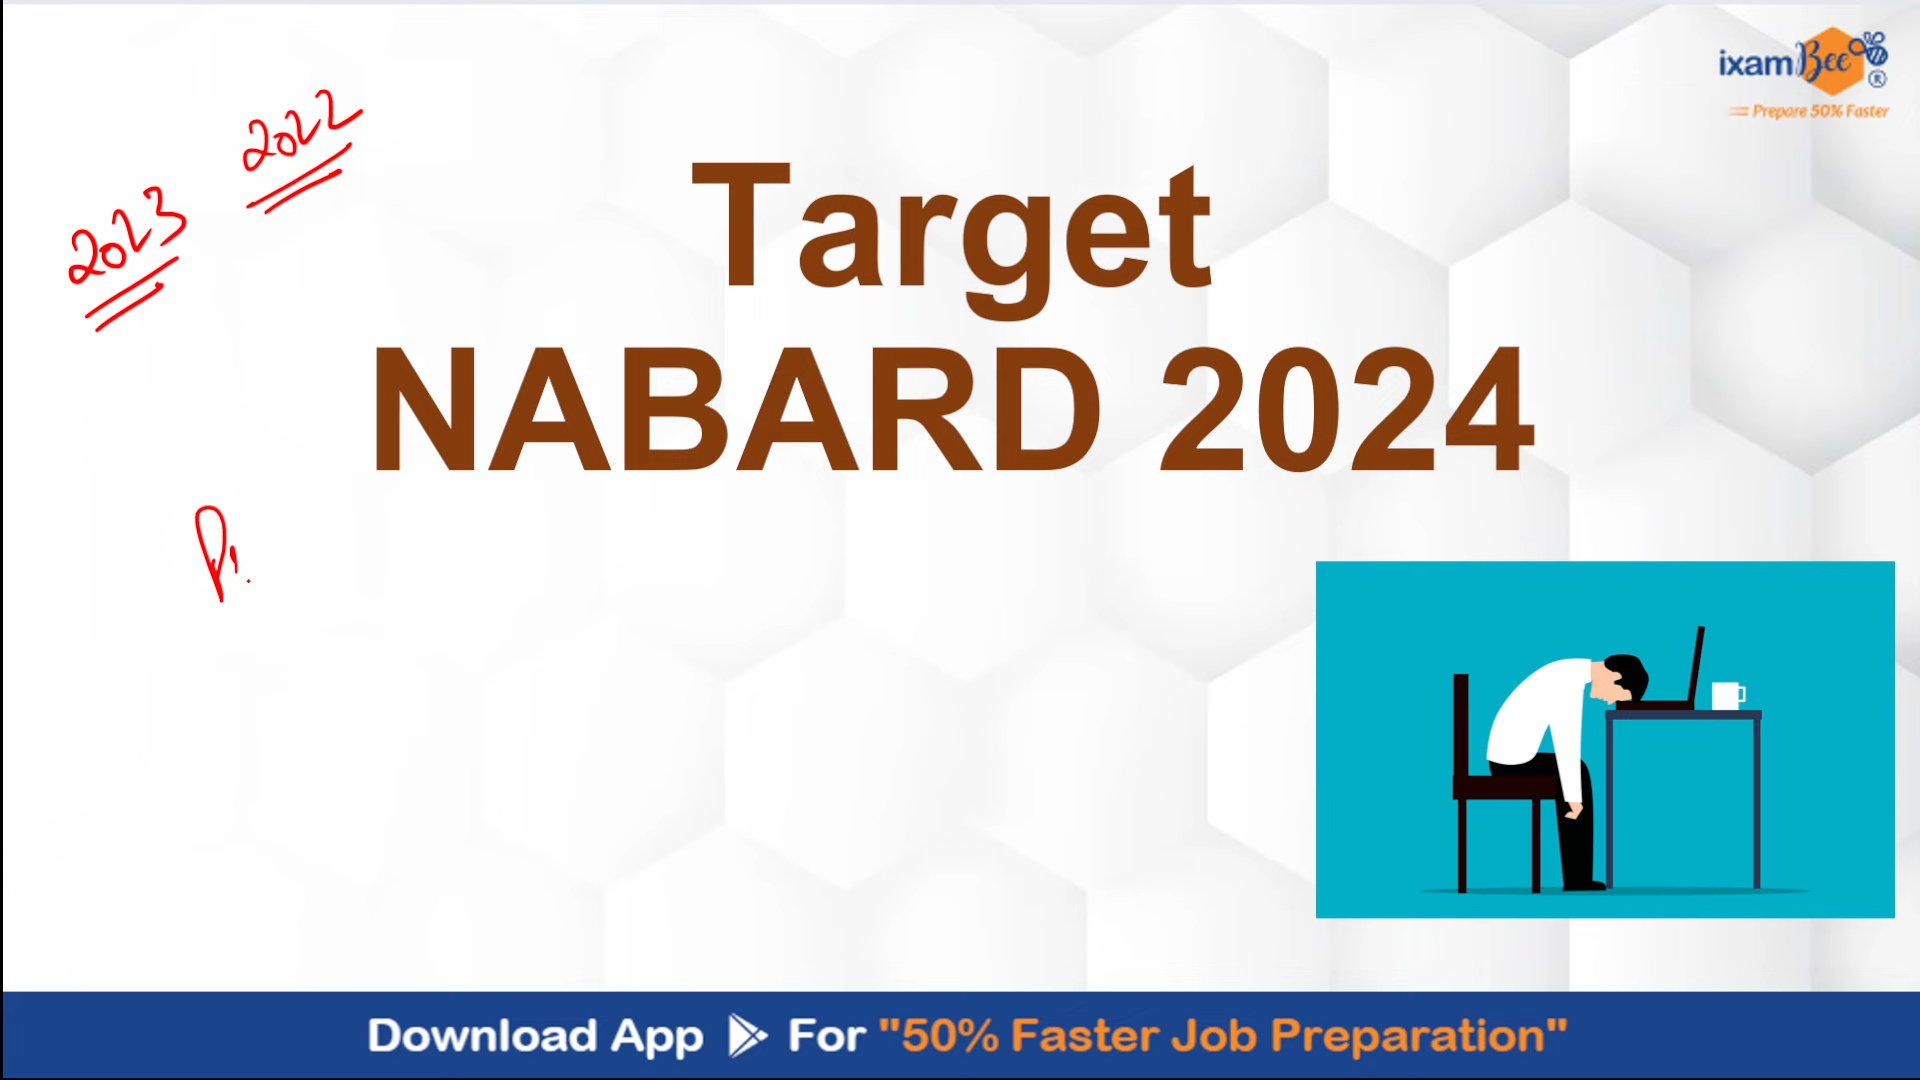 ixamBee
®
Prepare 50% Faster
2022
2023
Target
NABARD 2024
Download App For "50% Faster Job Preparation"